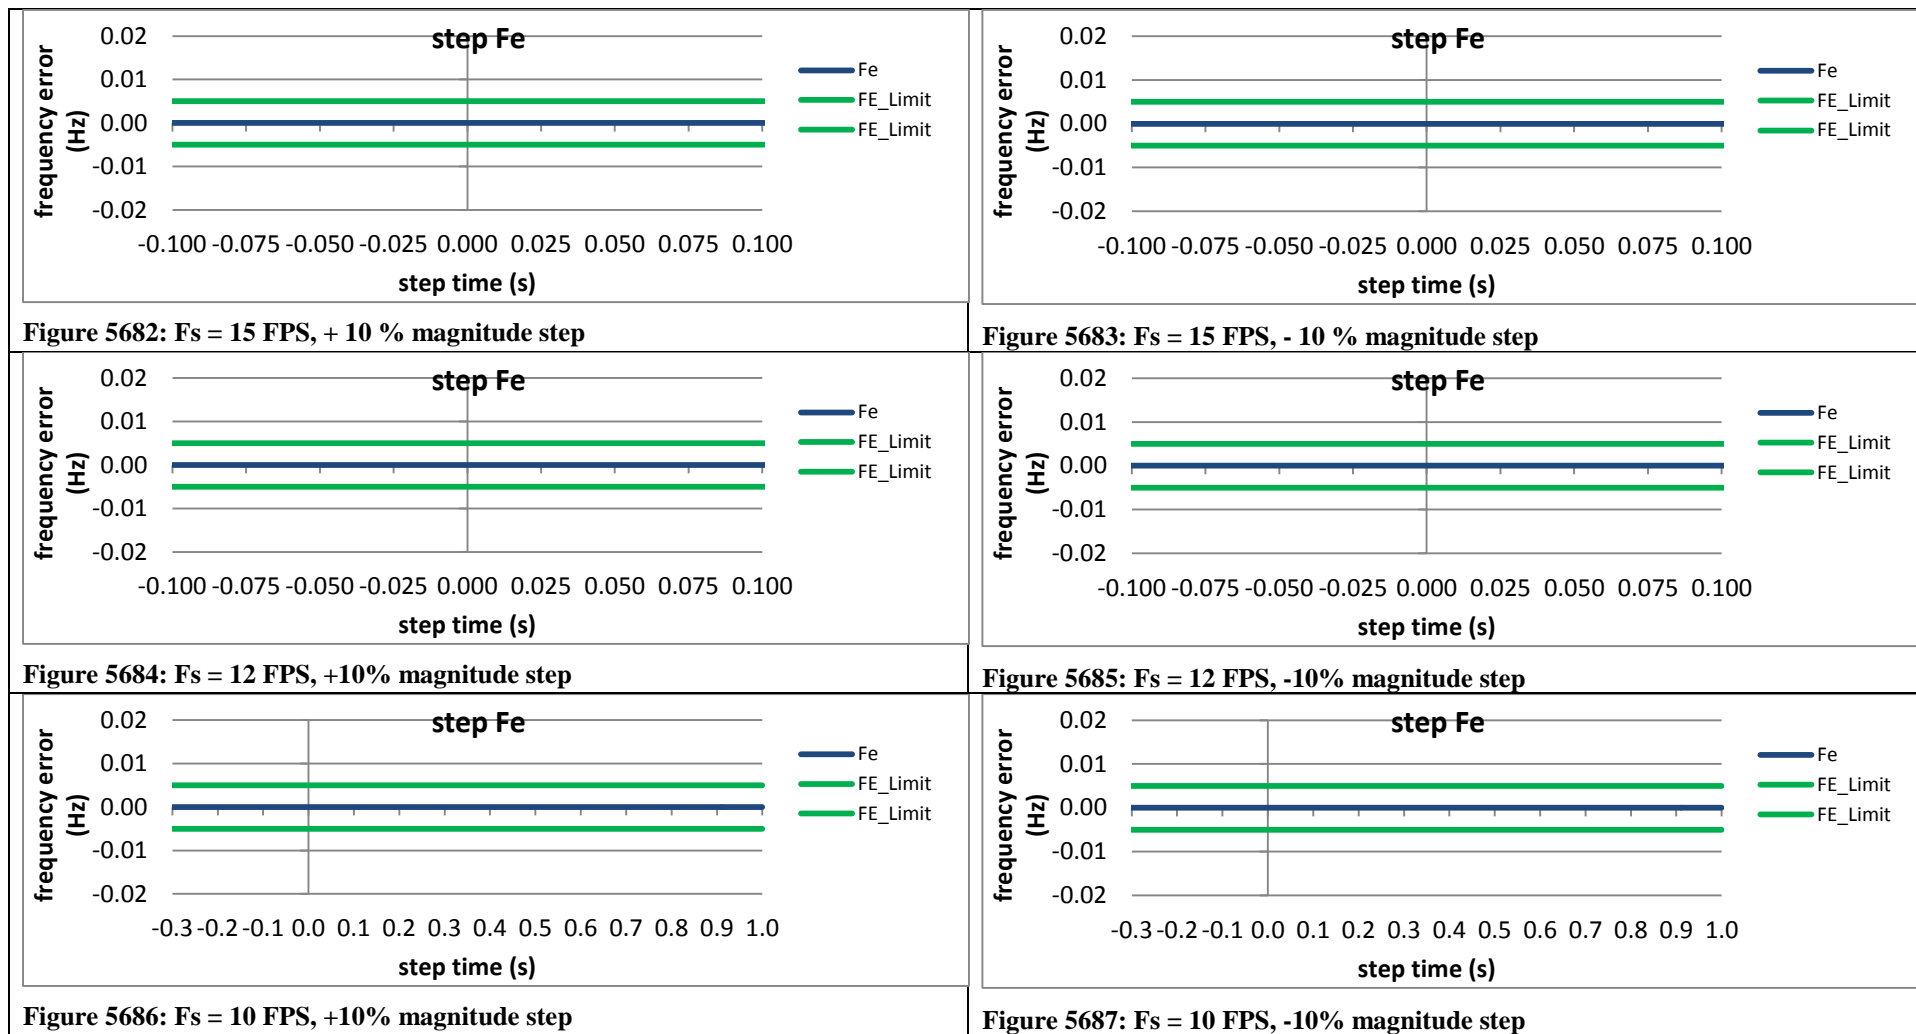 step Fe
0.02
0.01
0.00
-0.01
-0.02
frequency error
(Hz)
-0.100 -0.075 -0.050 -0.025 0.000 0.025 0.050 0.075 0.100
step time (s)
Fe
FE_Limit
FE_Limit
Figure 5682: Fs = 15 FPS, + 10 % magnitude step
step Fe
0.02
0.01
0.00
-0.01
-0.02
frequency error
(Hz)
-0.100 -0.075 -0.050 -0.025 0.000 0.025 0.050 0.075 0.100
step time (s)
Fe
FE_Limit
FE_Limit
Figure 5683: Fs = 15 FPS, - 10 % magnitude step
step Fe
0.02
0.01
0.00
-0.01
-0.02
frequency error
(Hz)
-0.100 -0.075 -0.050 -0.025 0.000 0.025 0.050 0.075 0.100
step time (s)
Fe
FE_Limit
FE_Limit
Figure 5684: Fs = 12 FPS, +10% magnitude step
step Fe
0.02
0.01
0.00
-0.01
-0.02
frequency error
(Hz)
-0.100 -0.075 -0.050 -0.025 0.000 0.025 0.050 0.075 0.100
step time (s)
Fe
FE_Limit
FE_Limit
Figure 5685: Fs = 12 FPS, -10% magnitude step
step Fe
0.02
0.01
0.00
-0.01
-0.02
frequency error
(Hz)
-0.3 -0.2 -0.1 0.0 0.1 0.2 0.3 0.4 0.5 0.6 0.7 0.8 0.9 1.0
step time (s)
Fe
FE_Limit
FE_Limit
Figure 5686: Fs = 10 FPS, +10% magnitude step
step Fe
0.02
0.01
0.00
-0.01
-0.02
frequency error
(Hz)
-0.3 -0.2 -0.1 0.0 0.1 0.2 0.3 0.4 0.5 0.6 0.7 0.8 0.9 1.0
step time (s)
Fe
FE_Limit
FE_Limit
Figure 5687: Fs = 10 FPS, -10% magnitude step